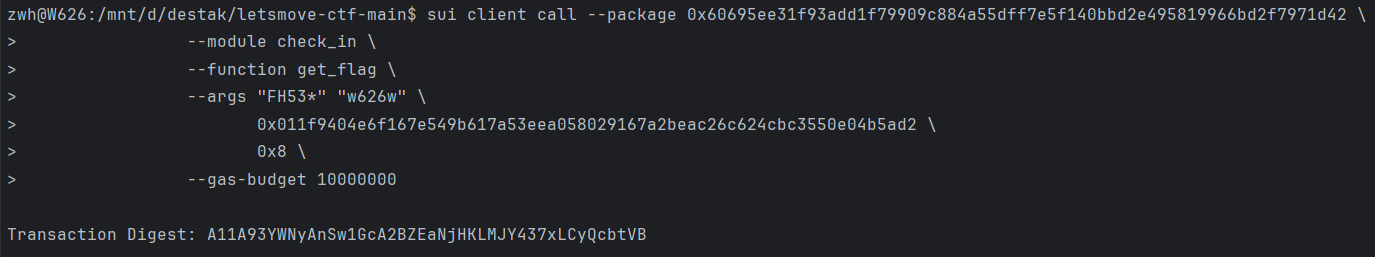 zwh@W626:/mnt/d/destak/letsmove-ctf-main$ sui client call --package 0x60695ee31f93add1f79909c884a55dff7e5f140bbd2e495819966bd2f7971d42 \
> --module check_in \
> --function get_flag \
> --args "FH53*" "w626w" \
> 0x011f9404e6f167e549b617a53eea058029167a2beac26c624cbc3550e04b5ad2 \
> 0x8 \
> --gas-budget 10000000
Transaction Digest: A11A93YWNyAnSw1GcA2BZEaNjHKLMJY437xLCyQcbtVB